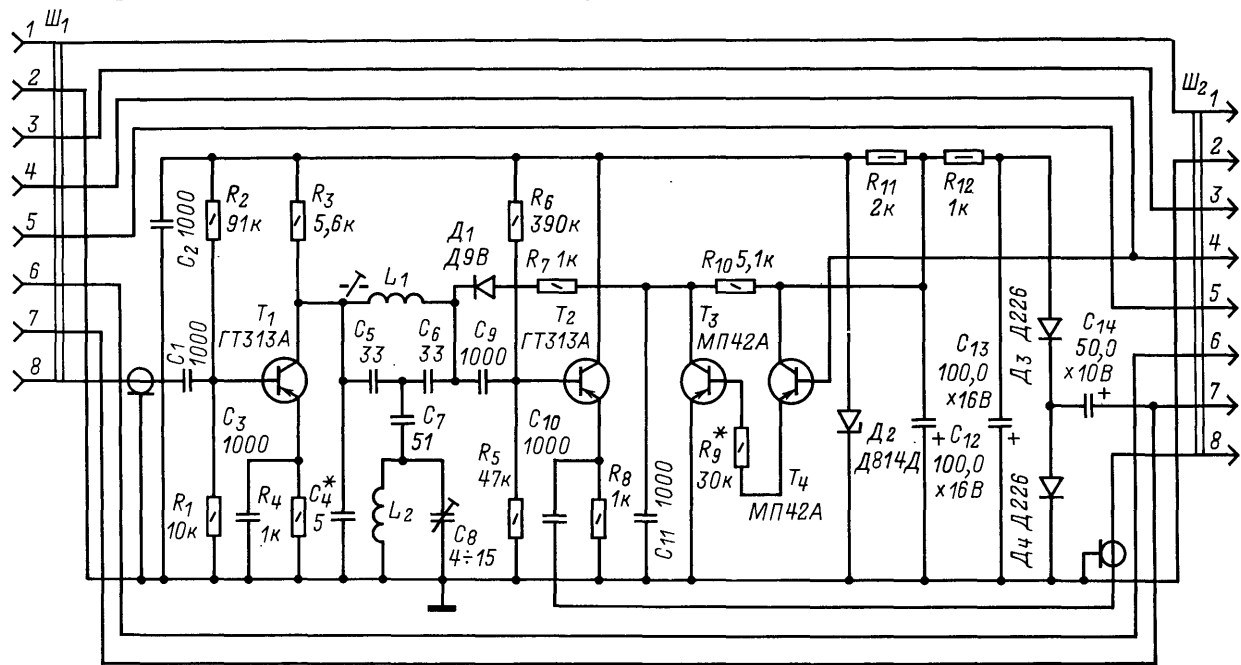 Ш1
1
2
3
4
5
6
7
8
C2 1000
R2
91к
R3
5,6к
R6
390к
Д1
Д9В
L1
R7 1к
R10 5,1к
R11
2к
R12
1к
T1
ГТ313А
C1
1000
C5
33
C6
33
C9
1000
T2
ГТ313А
T3
МП42А
C3
1000
C7
51
C10
1000
R1
10к
R4
1к
C4*
5
L2
C8
4÷15
R5
47к
R8
1к
C11 1000
R9*
30к
T4
МП42А
Д2
Д814Д
C13
100,0
×16В
C12
100,0
×16В
+
+
Д3 Д226
Д4 Д226
C14
50,0
×10В
+
Ш2
1
2
3
4
5
6
7
8